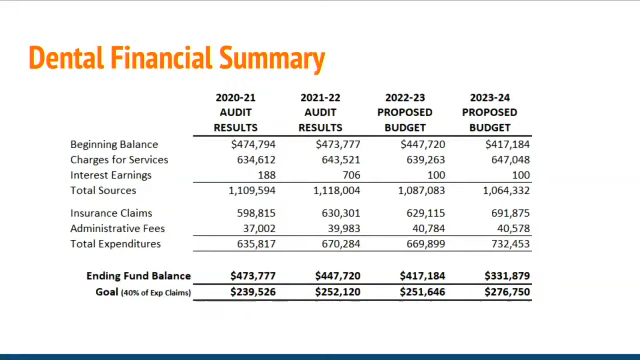 Dental Financial Summary
2020-21 2021-22 2022-23 2023-24
AUDIT AUDIT PROPOSED PROPOSED
RESULTS RESULTS BUDGET BUDGET
Beginning Balance $474,794 $473,777 $447,720 $417,184
Charges for Services 634,612 643,521 639,263 647,048
Interest Earnings 188 706 100 100
Total Sources 1,109,594 1,118,004 1,087,083 1,064,332
Insurance Claims 598,815 630,301 629,115 691,875
Administrative Fees 37,002 39,983 40,784 40,578
Total Expenditures 635,817 670,284 669,899 732,453
Ending Fund Balance $473,777 $447,720 $417,184 $331,879
Goal (40% of Exp Claims) $239,526 $252,120 $251,646 $276,750